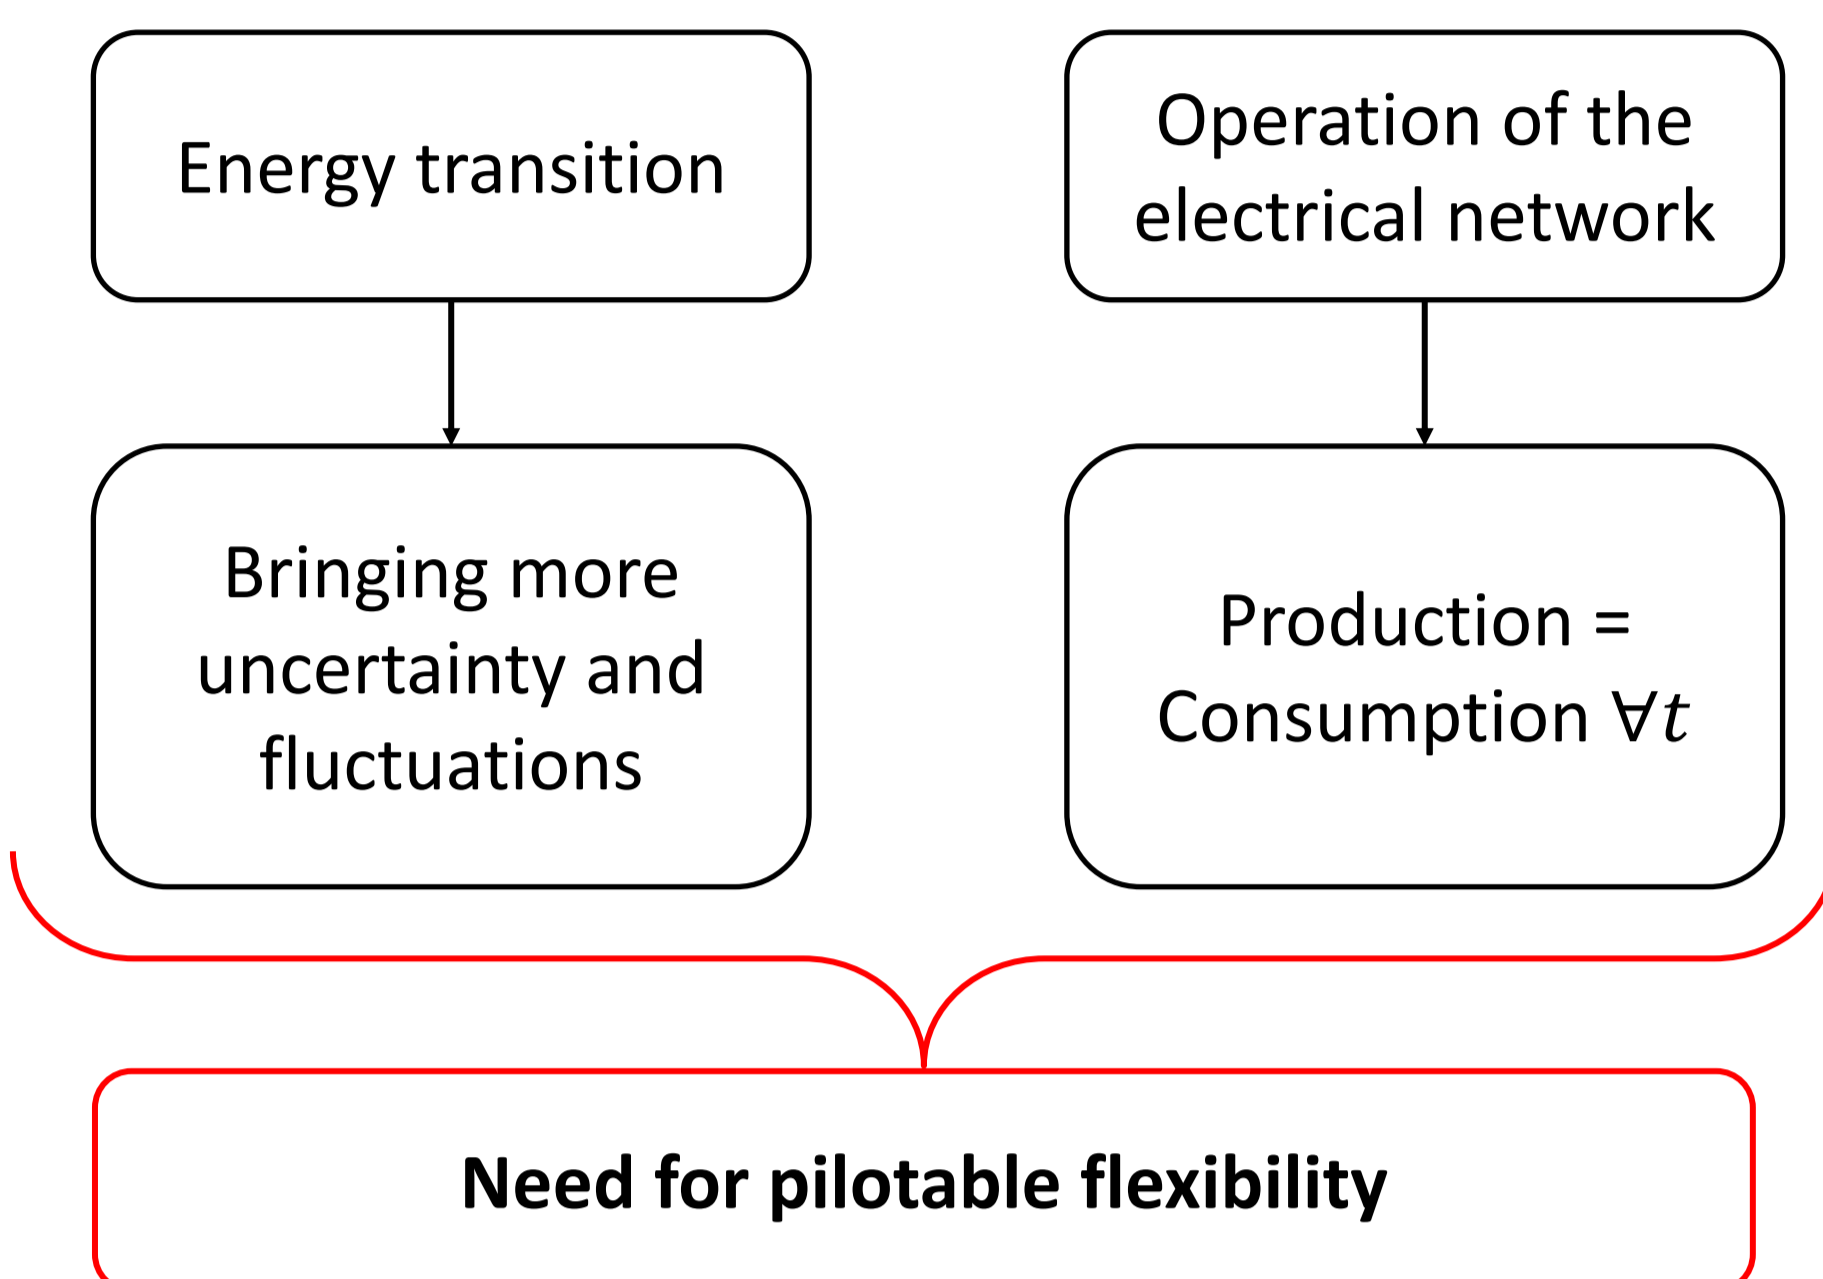 Energy transition
Operation of the
electrical network
Bringing more
uncertainty and
fluctuations
Production =
Consumption ∀t
Need for pilotable flexibility